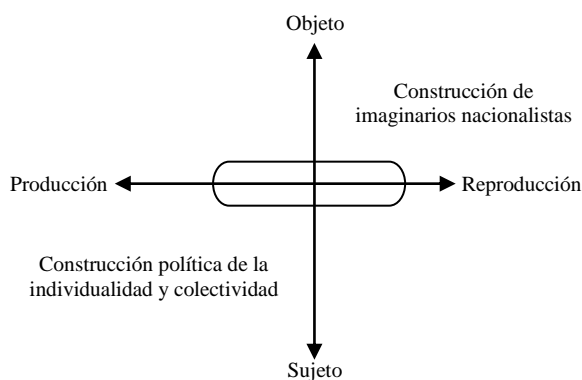 Objeto
Construcción de
imaginarios nacionalistas
Producción
Reproducción
Construcción política de la
individualidad y colectividad
Sujeto